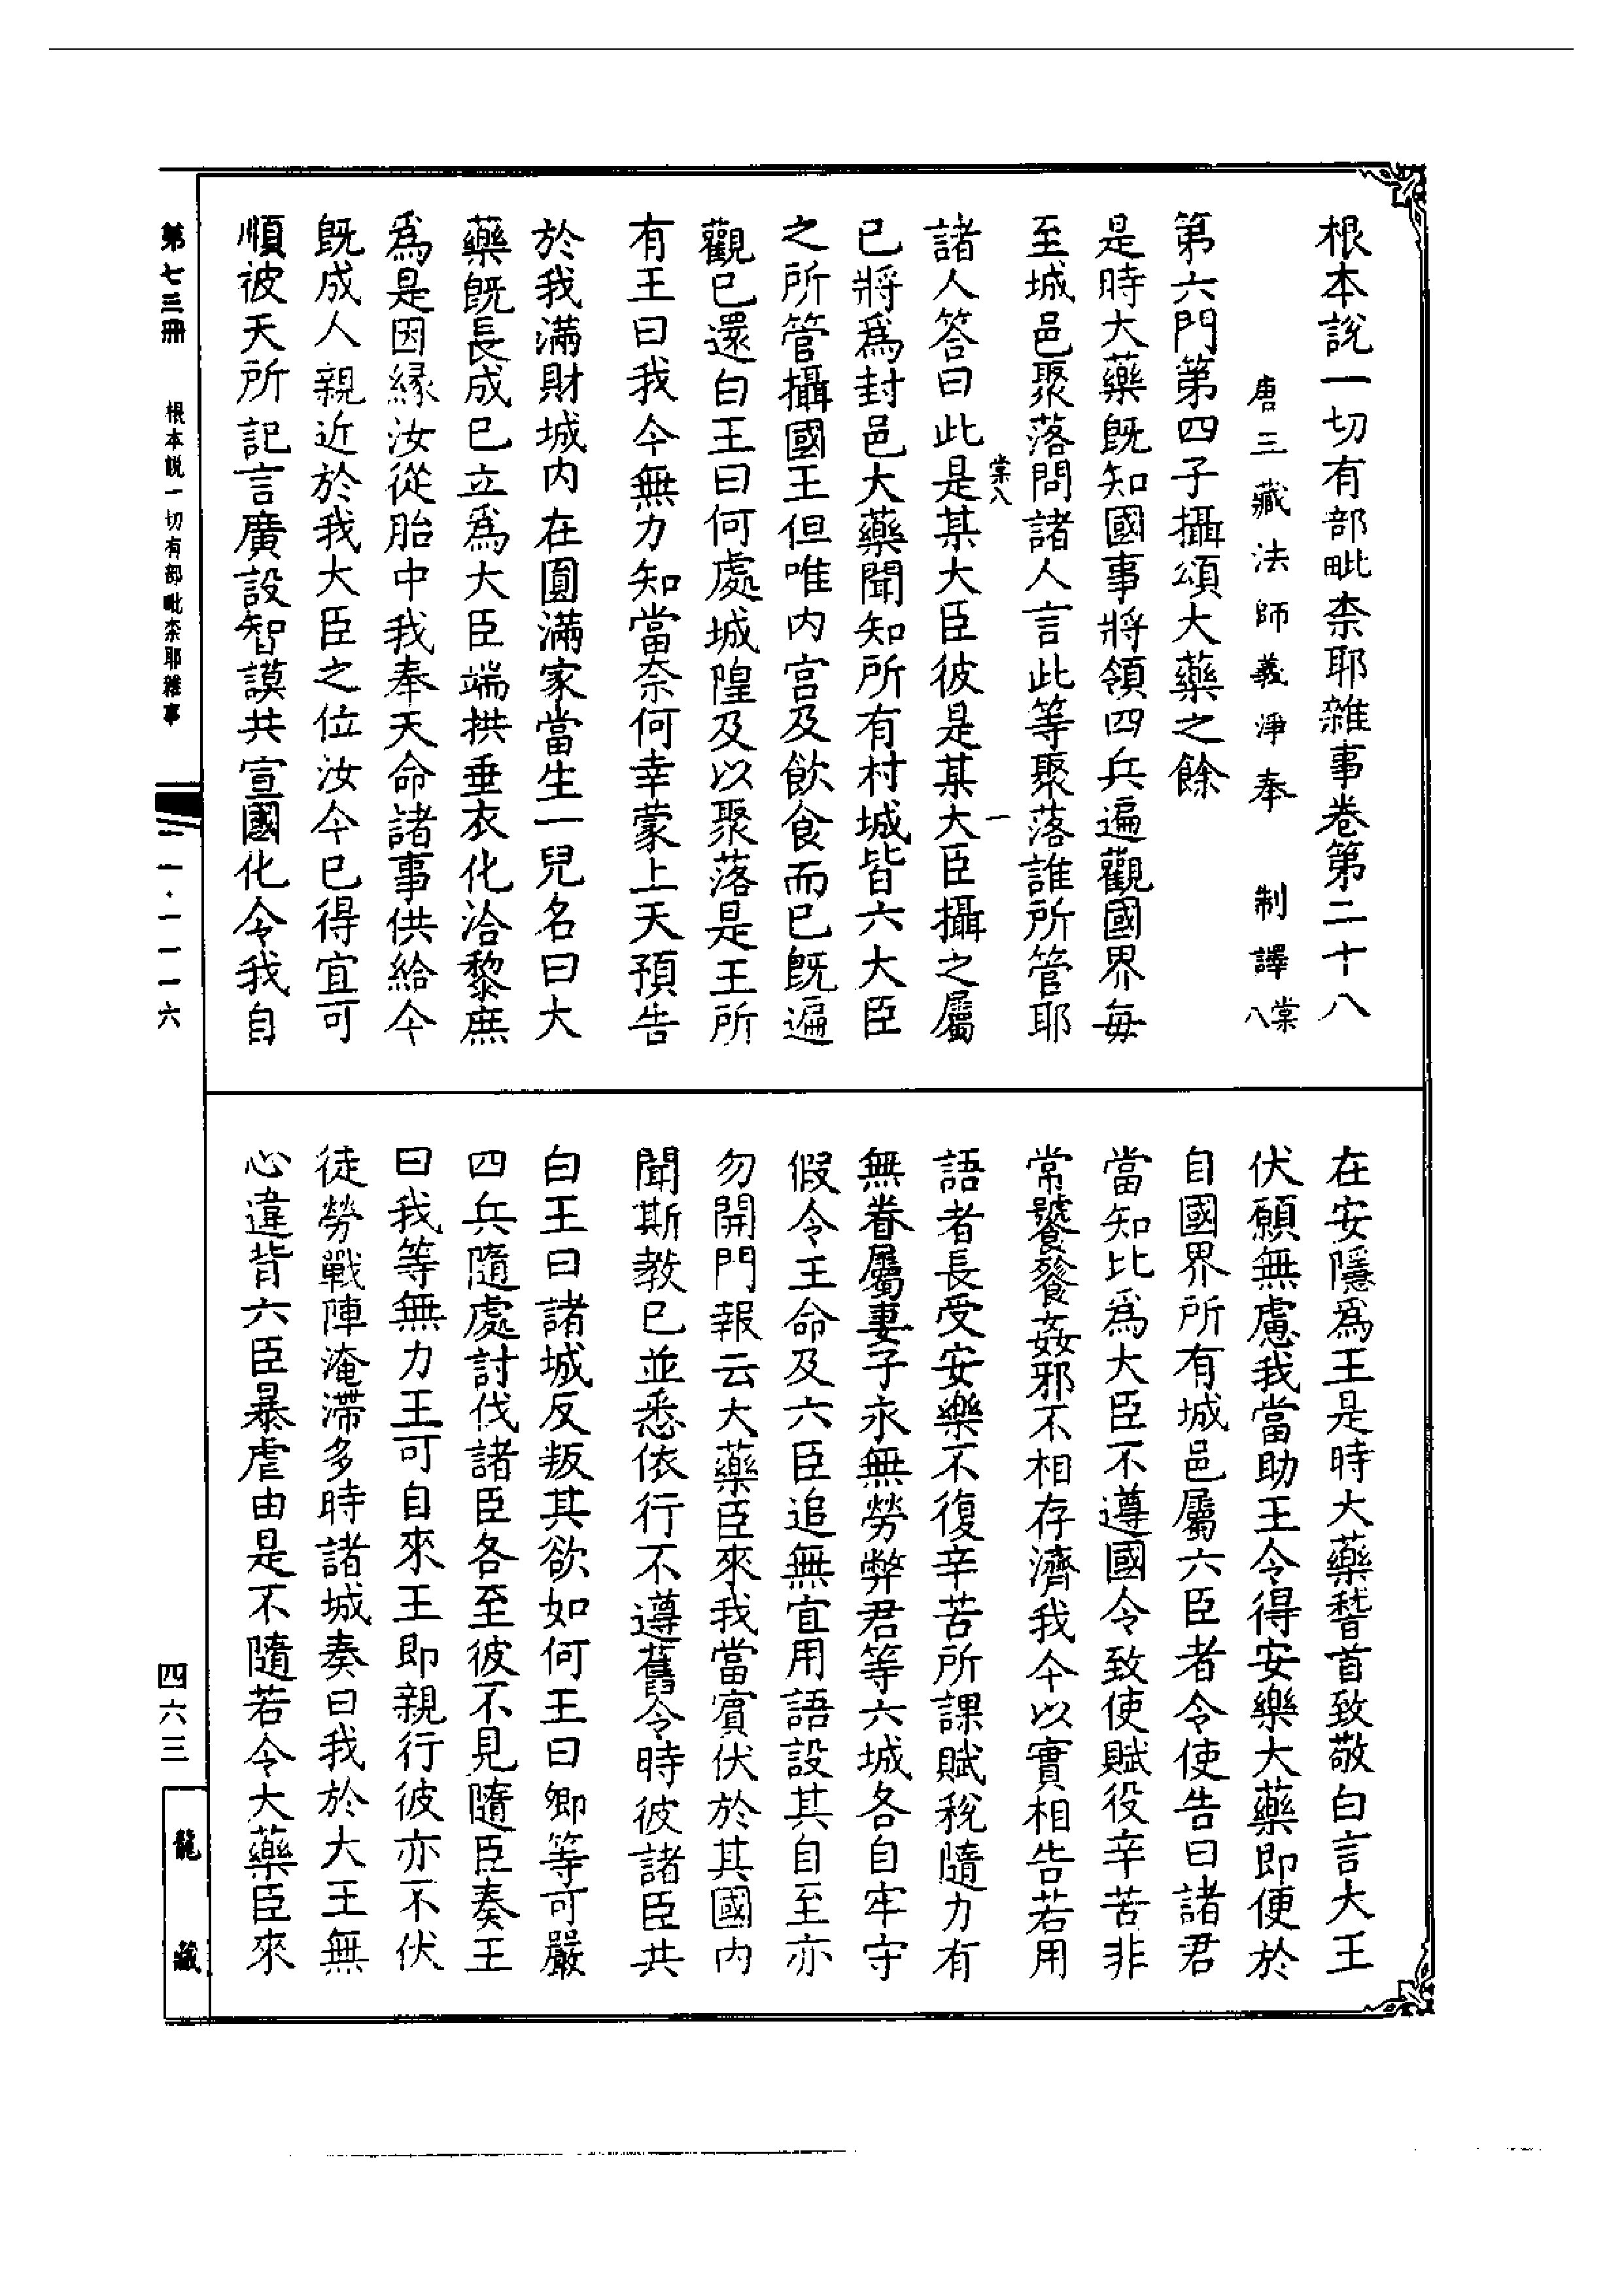 根本說一切有部毗柰耶雜事卷第二十八
唐三藏法師義淨奉　制譯 棠八
第六門第四子攝頌大藥之餘
是時大藥既知國事將領四兵遍觀國界每
至城邑聚落問諸人言此等聚落誰所管耶
棠八　一
諸人答曰此是某大臣彼是某大臣攝之屬
已將為封邑大藥聞知所有村城皆六大臣
之所管攝國王但唯內宮及飲食而已既遍
觀已還白王曰何處城隍及以聚落是王所
有王曰我今無力知當奈何幸蒙上天預告
於我滿財城內在圓滿家當生一兒名曰大
藥既長成已立為大臣端拱垂衣化洽黎庶
為是因緣汝從胎中我奉天命諸事供給今
既成人親近於我大臣之位汝今已得宜可
順彼天所記言廣設智謨共宣國化令我自
在安隱為王是時大藥稽首致敬白言大王
伏願無慮我當助王令得安樂大藥即便於
自國界所有城邑屬六臣者令使告曰諸君
當知比為大臣不遵國令致使賦役辛苦非
常饕餮姦邪不相存濟我今以實相告若用
語者長受安樂不復辛苦所課賦稅隨力有
無眷屬妻子永無勞弊君等六城各自牢守
假令王命及六臣追無宜用語設其自至亦
勿開門報云大藥臣來我當賓伏於其國內
聞斯教已並悉依行不遵舊令時彼諸臣共
白王曰諸城反叛其欲如何王曰卿等可嚴
四兵隨處討伐諸臣各至彼不見隨臣奏王
曰我等無力王可自來王即親行彼亦不伏
徒勞戰陣淹滯多時諸城奏曰我於大王無
心違背六臣暴虐由是不隨若令大藥臣來
第七三冊　根本說一切有部毗柰耶雜事　二一·一一一六
四六三　龍藏